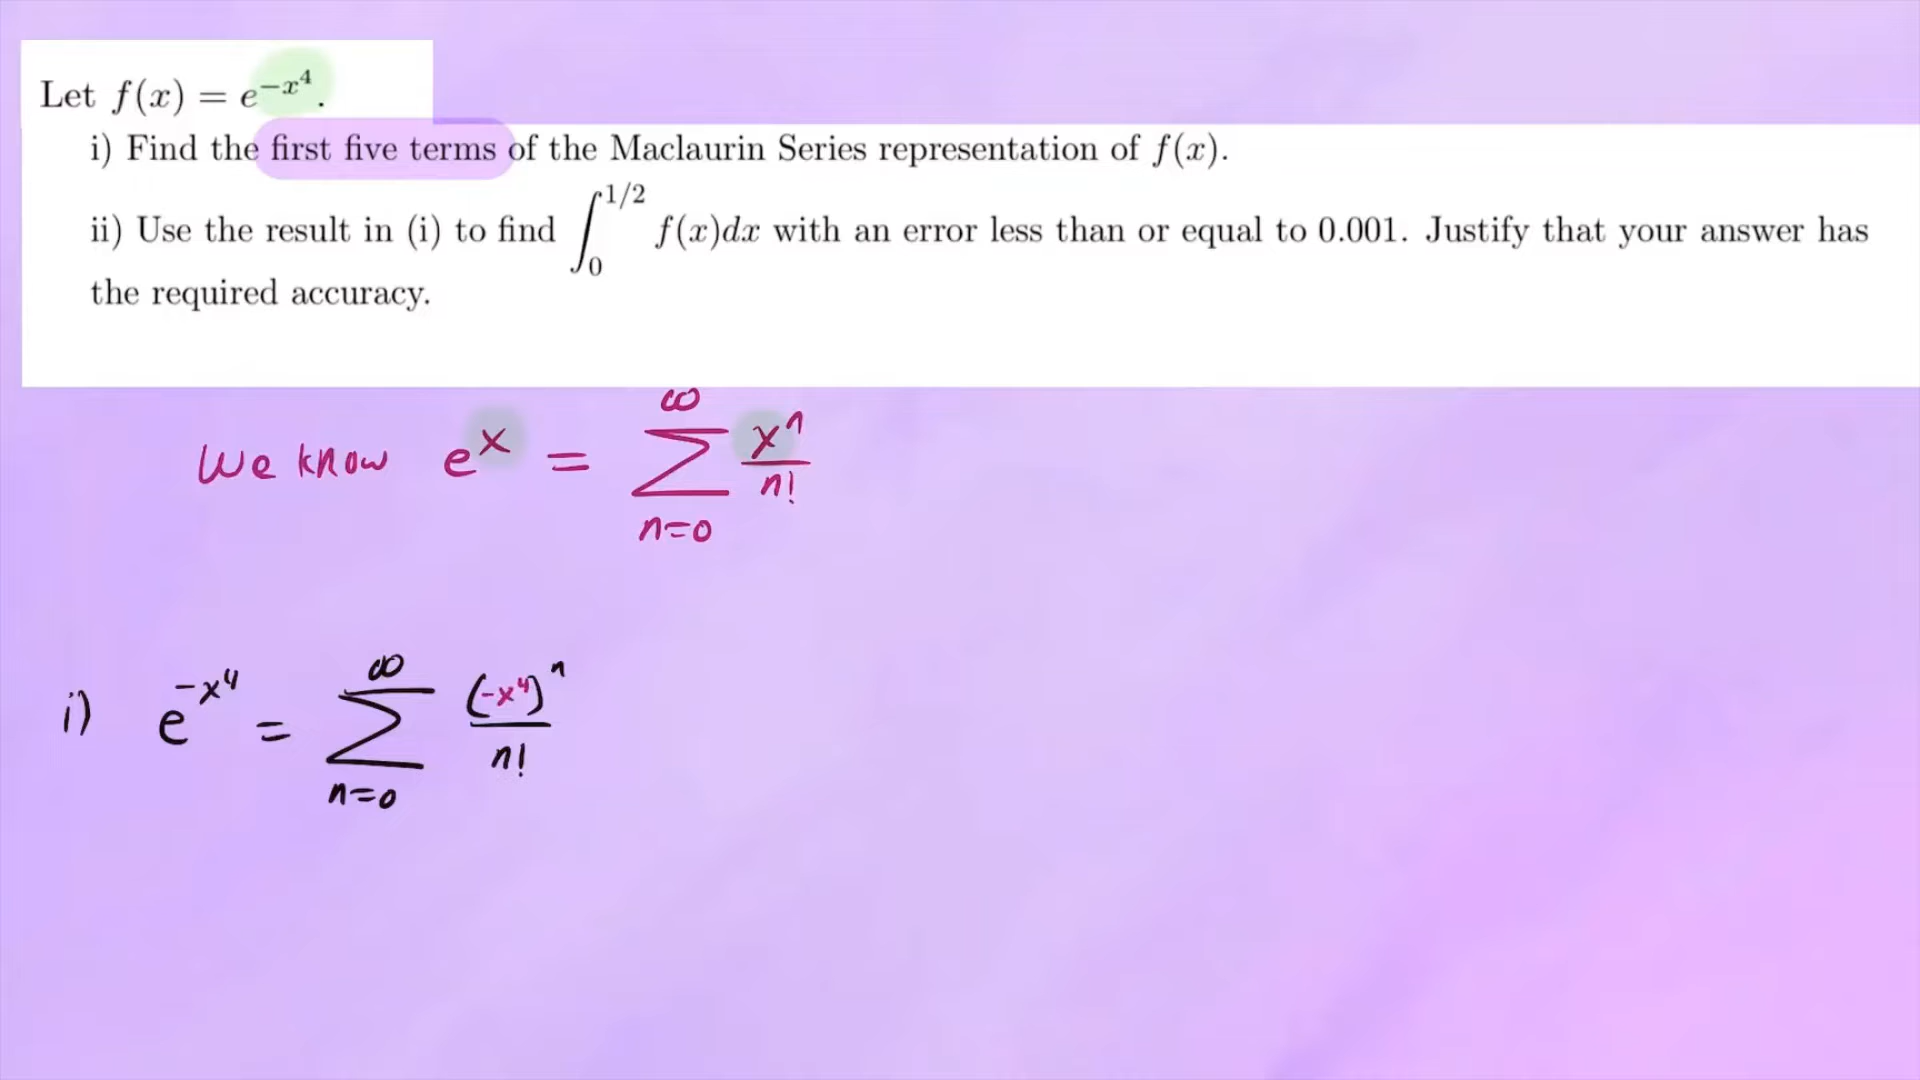 Let f(x) = e^{-x^4}.
i) Find the first five terms of the Maclaurin Series representation of f(x).
ii) Use the result in (i) to find ∫_0^{1/2} f(x)dx with an error less than or equal to 0.001. Justify that your answer has
the required accuracy.
We know e^x = ∑_{n=0}^{∞} x^n/n!
i) e^{-x^4} = ∑_{n=0}^{∞} (-x^4)^n/n!